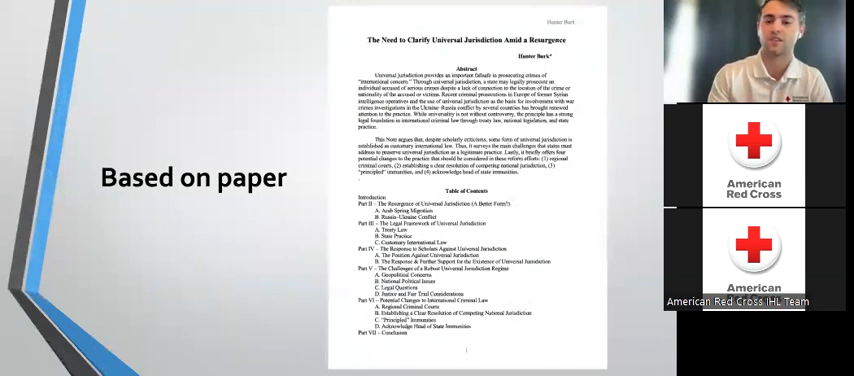 Based on paper
Hunter Burk
The Need to Clarify Universal Jurisdiction Amid a Resurgence
Hunter Burk*
Abstract
Universal jurisdiction provides an important failsafe in prosecuting crimes of
"international concern." Through universal jurisdiction, a state may legally prosecute an
individual accused of serious crimes despite a lack of connection to the location of the crime or
nationality of the accused or victims. Recent criminal prosecutions in Europe of former Syrian
intelligence operatives and the use of universal jurisdiction as the basis for involvement with war
crimes investigations in the Ukraine-Russia conflict by several countries has brought renewed
attention to the practice. While universality is not without controversy, the principle has a strong
legal foundation in international criminal law through treaty law, national legislation, and state
practice.
This Note argues that, despite scholarly criticisms, some form of universal jurisdiction is
established as customary international law. Thus, it surveys the main challenges that states must
address to preserve universal jurisdiction as a legitimate practice. Lastly, it briefly offers four
potential changes to the practice that should be considered in these reform efforts: (1) regional
criminal courts, (2) establishing a clear resolution of competing national jurisdiction, (3)
"principled" immunities, and (4) acknowledge head of state immunities.
Table of Contents
Introduction
Part II – The Resurgence of Universal Jurisdiction (A Better Form?)
A. Arab Spring Migration
B. Russia-Ukraine Conflict
Part III – The Legal Framework of Universal Jurisdiction
A. Treaty Law
B. State Practice
C. Customary International Law
Part IV – The Response to Scholars Against Universal Jurisdiction
A. The Position Against Universal Jurisdiction
B. The Response & Further Support for the Existence of Universal Jurisdiction
Part V – The Challenges of a Robust Universal Jurisdiction Regime
A. Geopolitical Concerns
B. National Political Issues
C. Legal Questions
D. Justice and Fair Trial Considerations
Part VI – Potential Changes to International Criminal Law
A. Regional Criminal Courts
B. Establishing a Clear Resolution of Competing National Jurisdiction
C. "Principled" Immunities
D. Acknowledge Head of State Immunities
Part VII – Conclusion
1
American
Red Cross
American
American Red Cross IHL Team